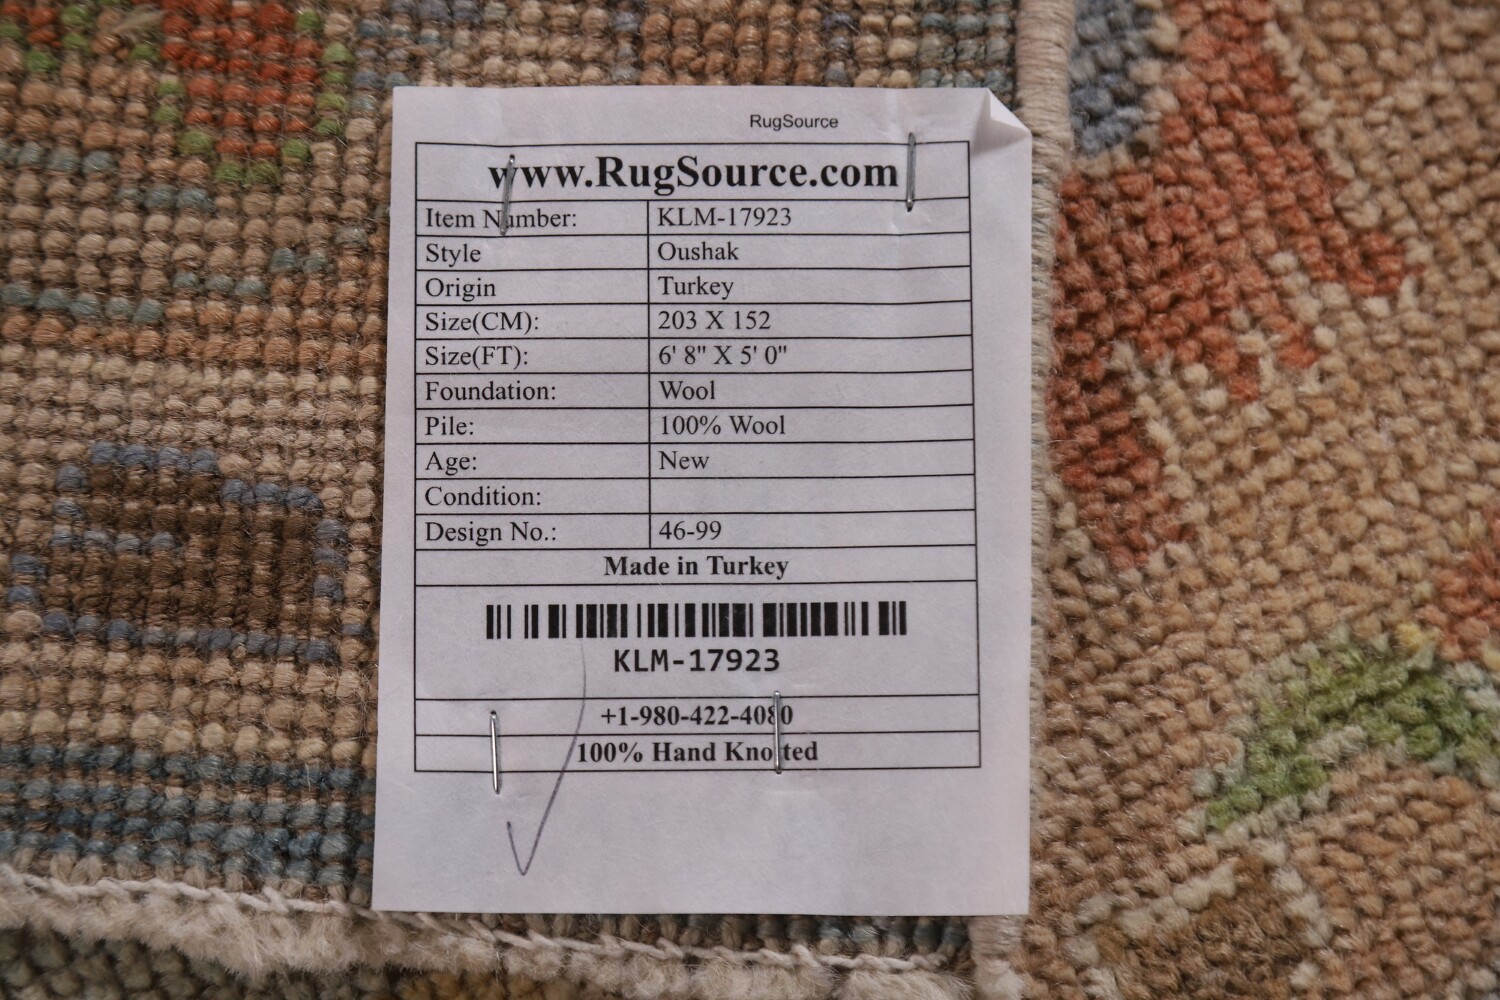 RugSource
www.RugSource.com
Item Number: KLM-17923
Style Oushak
Origin Turkey
Size(CM): 203 X 152
Size(FT): 6' 8" X 5' 0"
Foundation: Wool
Pile: 100% Wool
Age: New
Condition:
Design No.: 46-99
Made in Turkey
KLM-17923
+1-980-422-4080
100% Hand Knotted